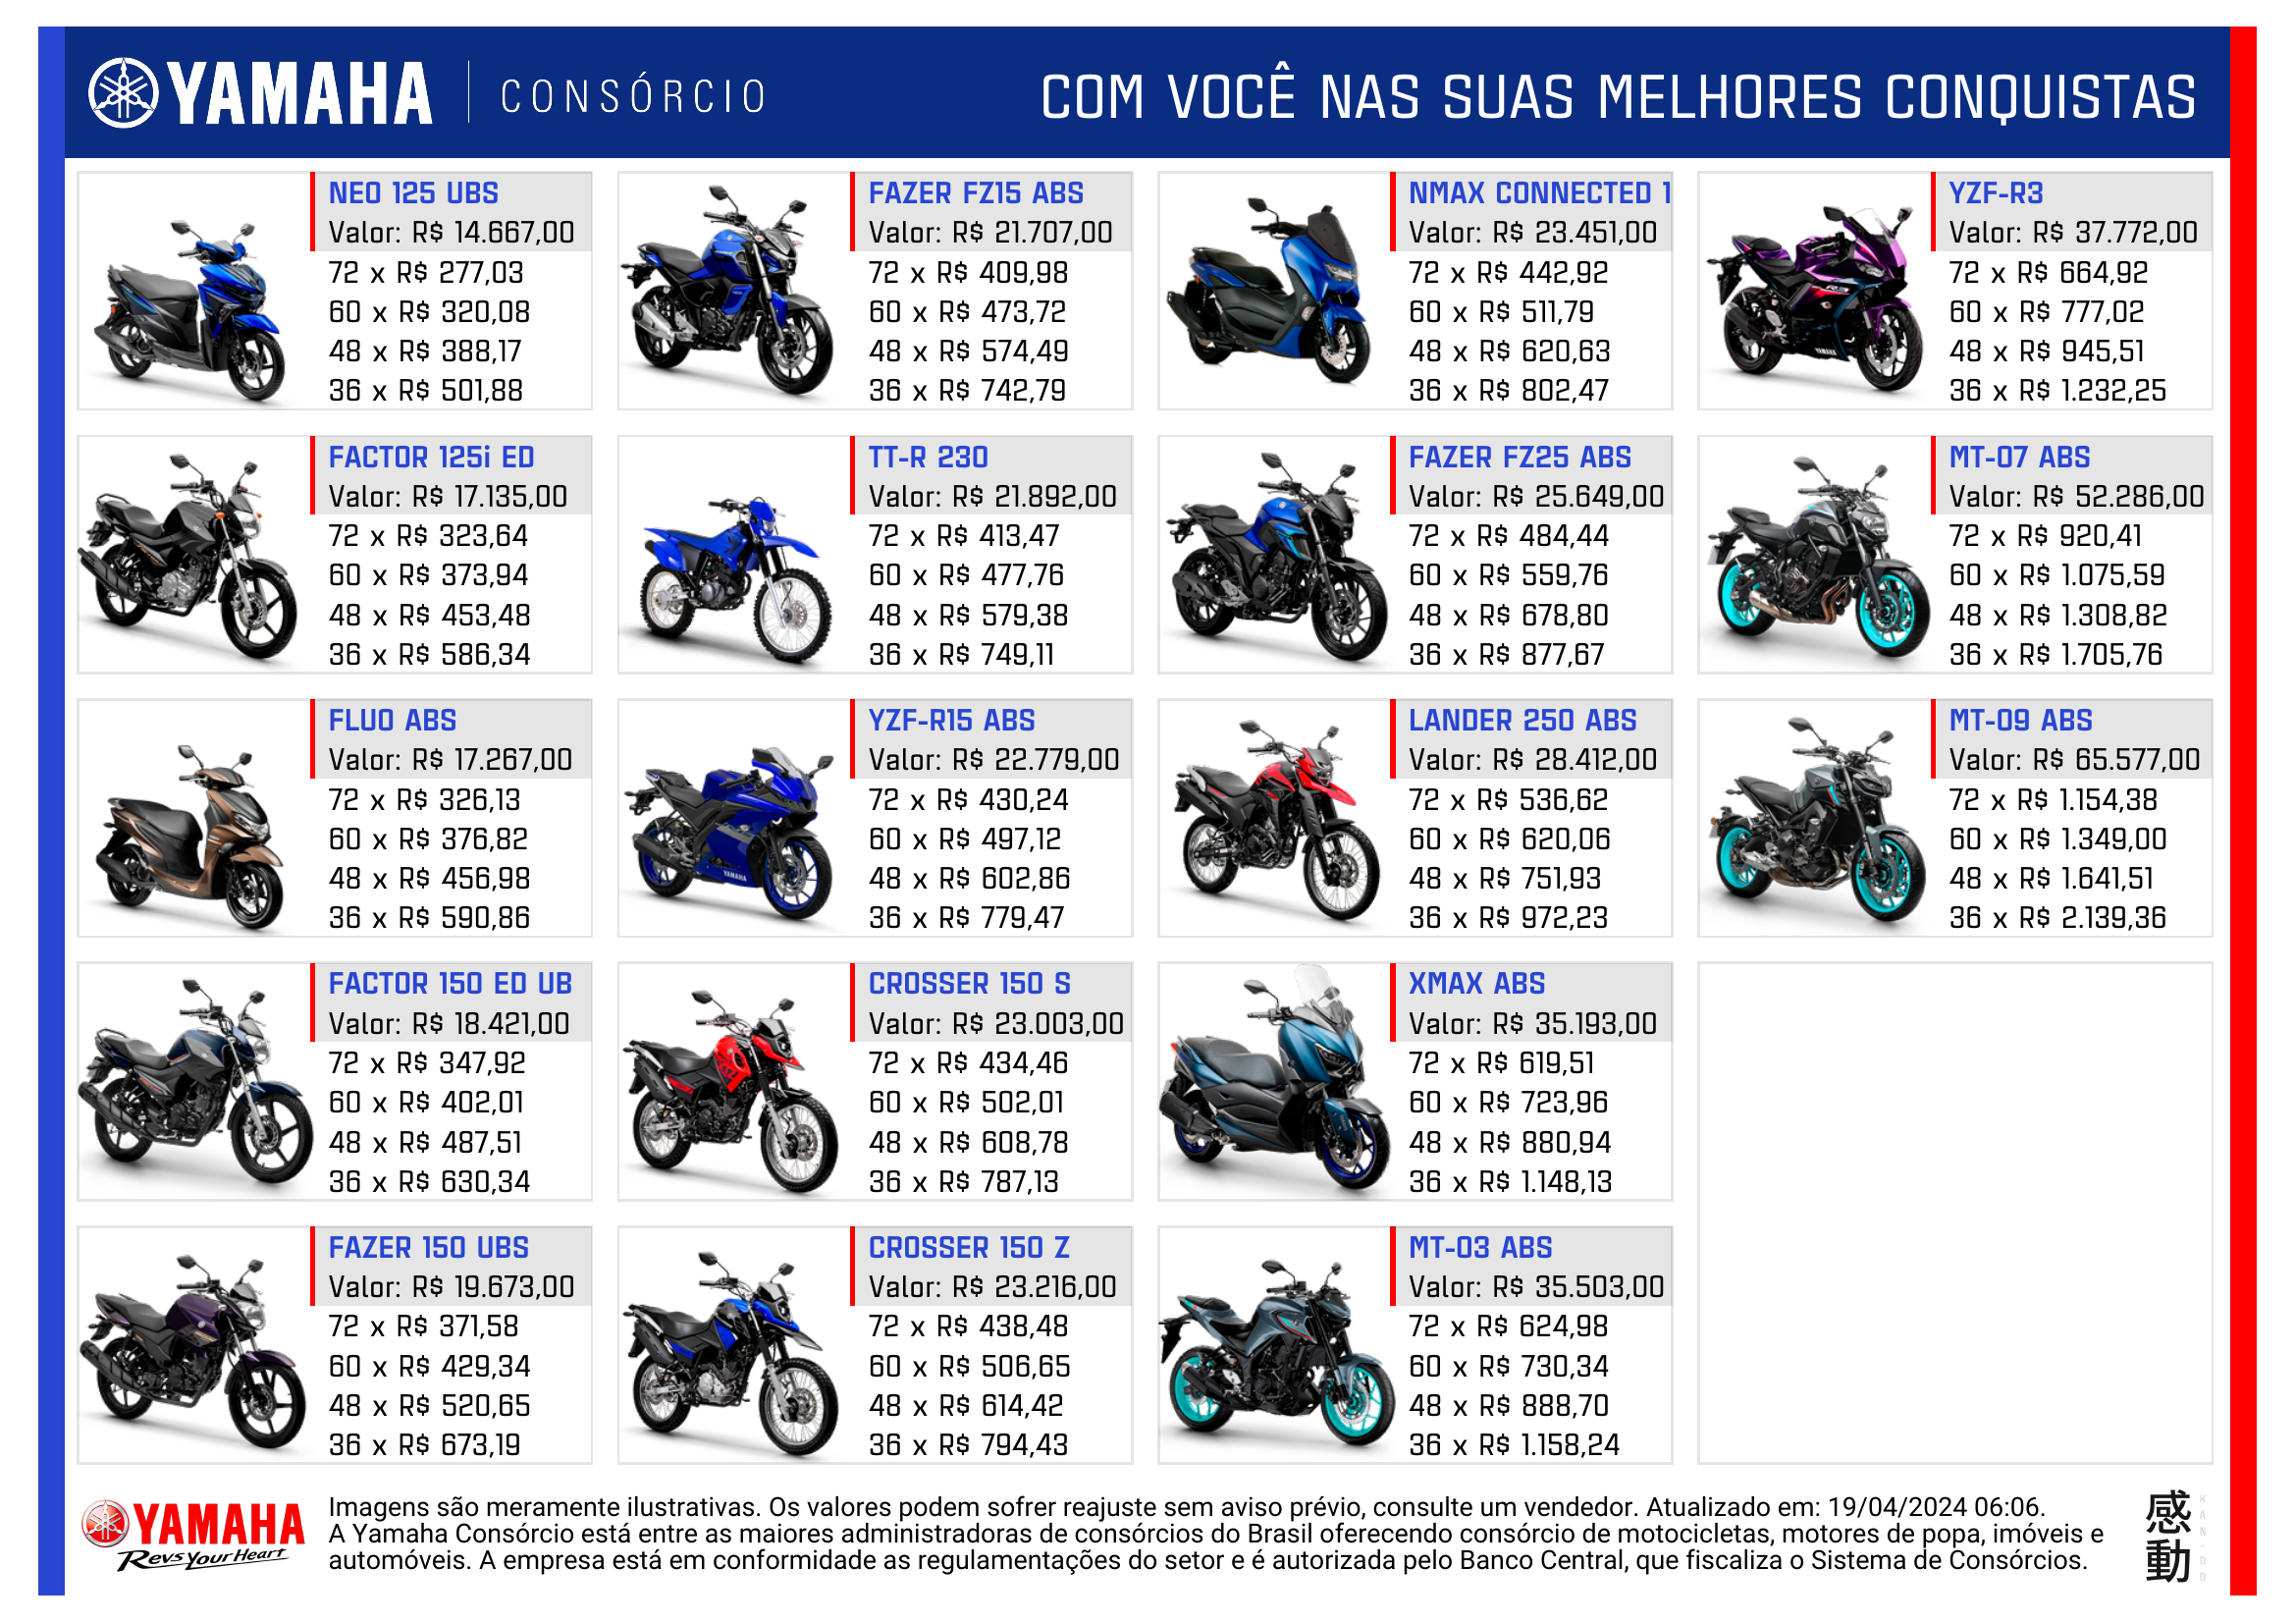 YAMAHA CONSÓRCIO
COM VOCÊ NAS SUAS MELHORES CONQUISTAS
NEO 125 UBS
Valor: R$ 14.667,00
72 x R$ 277,03
60 x R$ 320,08
48 x R$ 388,17
36 x R$ 501,88
FAZER FZ15 ABS
Valor: R$ 21.707,00
72 x R$ 409,98
60 x R$ 473,72
48 x R$ 574,49
36 x R$ 742,79
NMAX CONNECTED 1
Valor: R$ 23.451,00
72 x R$ 442,92
60 x R$ 511,79
48 x R$ 620,63
36 x R$ 802,47
YZF-R3
Valor: R$ 37.772,00
72 x R$ 664,92
60 x R$ 777,02
48 x R$ 945,51
36 x R$ 1.232,25
FACTOR 125i ED
Valor: R$ 17.135,00
72 x R$ 323,64
60 x R$ 373,94
48 x R$ 453,48
36 x R$ 586,34
TT-R 230
Valor: R$ 21.892,00
72 x R$ 413,47
60 x R$ 477,76
48 x R$ 579,38
36 x R$ 749,11
FAZER FZ25 ABS
Valor: R$ 25.649,00
72 x R$ 484,44
60 x R$ 559,76
48 x R$ 678,80
36 x R$ 877,67
MT-07 ABS
Valor: R$ 52.286,00
72 x R$ 920,41
60 x R$ 1.075,59
48 x R$ 1.308,82
36 x R$ 1.705,76
FLUO ABS
Valor: R$ 17.267,00
72 x R$ 326,13
60 x R$ 376,82
48 x R$ 456,98
36 x R$ 590,86
YZF-R15 ABS
Valor: R$ 22.779,00
72 x R$ 430,24
60 x R$ 497,12
48 x R$ 602,86
36 x R$ 779,47
LANDER 250 ABS
Valor: R$ 28.412,00
72 x R$ 536,62
60 x R$ 620,06
48 x R$ 751,93
36 x R$ 972,23
MT-09 ABS
Valor: R$ 65.577,00
72 x R$ 1.154,38
60 x R$ 1.349,00
48 x R$ 1.641,51
36 x R$ 2.139,36
FACTOR 150 ED UB
Valor: R$ 18.421,00
72 x R$ 347,92
60 x R$ 402,01
48 x R$ 487,51
36 x R$ 630,34
CROSSER 150 S
Valor: R$ 23.003,00
72 x R$ 434,46
60 x R$ 502,01
48 x R$ 608,78
36 x R$ 787,13
XMAX ABS
Valor: R$ 35.193,00
72 x R$ 619,51
60 x R$ 723,96
48 x R$ 880,94
36 x R$ 1.148,13
FAZER 150 UBS
Valor: R$ 19.673,00
72 x R$ 371,58
60 x R$ 429,34
48 x R$ 520,65
36 x R$ 673,19
CROSSER 150 Z
Valor: R$ 23.216,00
72 x R$ 438,48
60 x R$ 506,65
48 x R$ 614,42
36 x R$ 794,43
MT-03 ABS
Valor: R$ 35.503,00
72 x R$ 624,98
60 x R$ 730,34
48 x R$ 888,70
36 x R$ 1.158,24
YAMAHA
Revs Your Heart
Imagens são meramente ilustrativas. Os valores podem sofrer reajuste sem aviso prévio, consulte um vendedor. Atualizado em: 19/04/2024 06:06.
A Yamaha Consórcio está entre as maiores administradoras de consórcios do Brasil oferecendo consórcio de motocicletas, motores de popa, imóveis e
automóveis. A empresa está em conformidade as regulamentações do setor e é autorizada pelo Banco Central, que fiscaliza o Sistema de Consórcios.
感動
KAN-DO